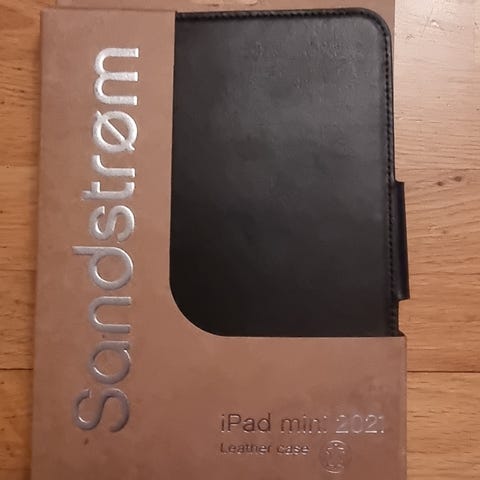 Sandstrøm
iPad mini 2021
Leather case